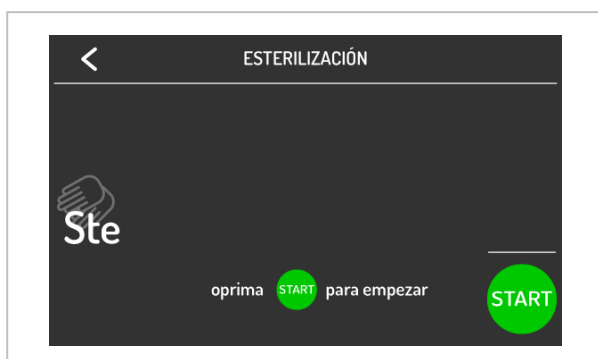 ESTERILIZACIÓN
Ste
oprima START para empezar
START